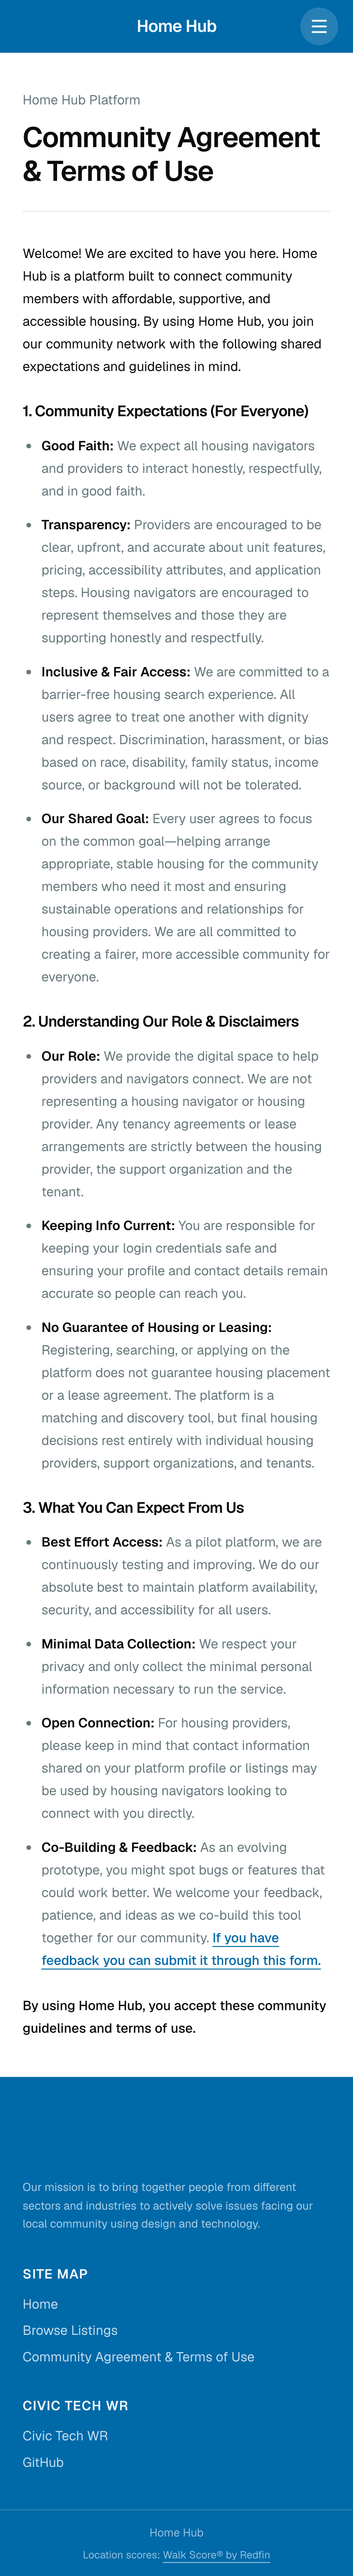 Home Hub
Home Hub Platform
Community Agreement
& Terms of Use
Welcome! We are excited to have you here. Home
Hub is a platform built to connect community
members with affordable, supportive, and
accessible housing. By using Home Hub, you join
our community network with the following shared
expectations and guidelines in mind.
1. Community Expectations (For Everyone)
• Good Faith: We expect all housing navigators
and providers to interact honestly, respectfully,
and in good faith.
• Transparency: Providers are encouraged to be
clear, upfront, and accurate about unit features,
pricing, accessibility attributes, and application
steps. Housing navigators are encouraged to
represent themselves and those they are
supporting honestly and respectfully.
• Inclusive & Fair Access: We are committed to a
barrier-free housing search experience. All
users agree to treat one another with dignity
and respect. Discrimination, harassment, or bias
based on race, disability, family status, income
source, or background will not be tolerated.
• Our Shared Goal: Every user agrees to focus
on the common goal—helping arrange
appropriate, stable housing for the community
members who need it most and ensuring
sustainable operations and relationships for
housing providers. We are all committed to
creating a fairer, more accessible community for
everyone.
2. Understanding Our Role & Disclaimers
• Our Role: We provide the digital space to help
providers and navigators connect. We are not
representing a housing navigator or housing
provider. Any tenancy agreements or lease
arrangements are strictly between the housing
provider, the support organization and the
tenant.
• Keeping Info Current: You are responsible for
keeping your login credentials safe and
ensuring your profile and contact details remain
accurate so people can reach you.
• No Guarantee of Housing or Leasing:
Registering, searching, or applying on the
platform does not guarantee housing placement
or a lease agreement. The platform is a
matching and discovery tool, but final housing
decisions rest entirely with individual housing
providers, support organizations, and tenants.
3. What You Can Expect From Us
• Best Effort Access: As a pilot platform, we are
continuously testing and improving. We do our
absolute best to maintain platform availability,
security, and accessibility for all users.
• Minimal Data Collection: We respect your
privacy and only collect the minimal personal
information necessary to run the service.
• Open Connection: For housing providers,
please keep in mind that contact information
shared on your platform profile or listings may
be used by housing navigators looking to
connect with you directly.
• Co-Building & Feedback: As an evolving
prototype, you might spot bugs or features that
could work better. We welcome your feedback,
patience, and ideas as we co-build this tool
together for our community. If you have
feedback you can submit it through this form.
By using Home Hub, you accept these community
guidelines and terms of use.
Our mission is to bring together people from different
sectors and industries to actively solve issues facing our
local community using design and technology.
SITE MAP
Home
Browse Listings
Community Agreement & Terms of Use
CIVIC TECH WR
Civic Tech WR
GitHub
Home Hub
Location scores: Walk Score® by Redfin